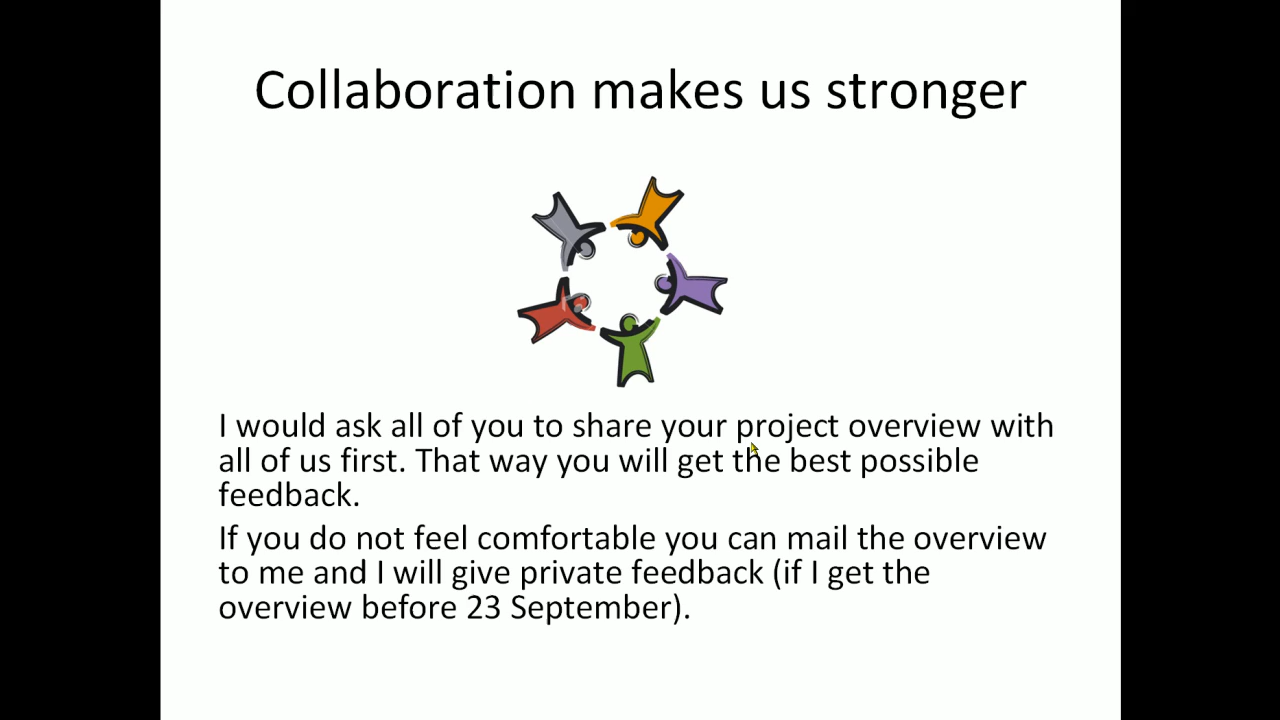 Collaboration makes us stronger
I would ask all of you to share your project overview with
all of us first. That way you will get the best possible
feedback.
If you do not feel comfortable you can mail the overview
to me and I will give private feedback (if I get the
overview before 23 September).